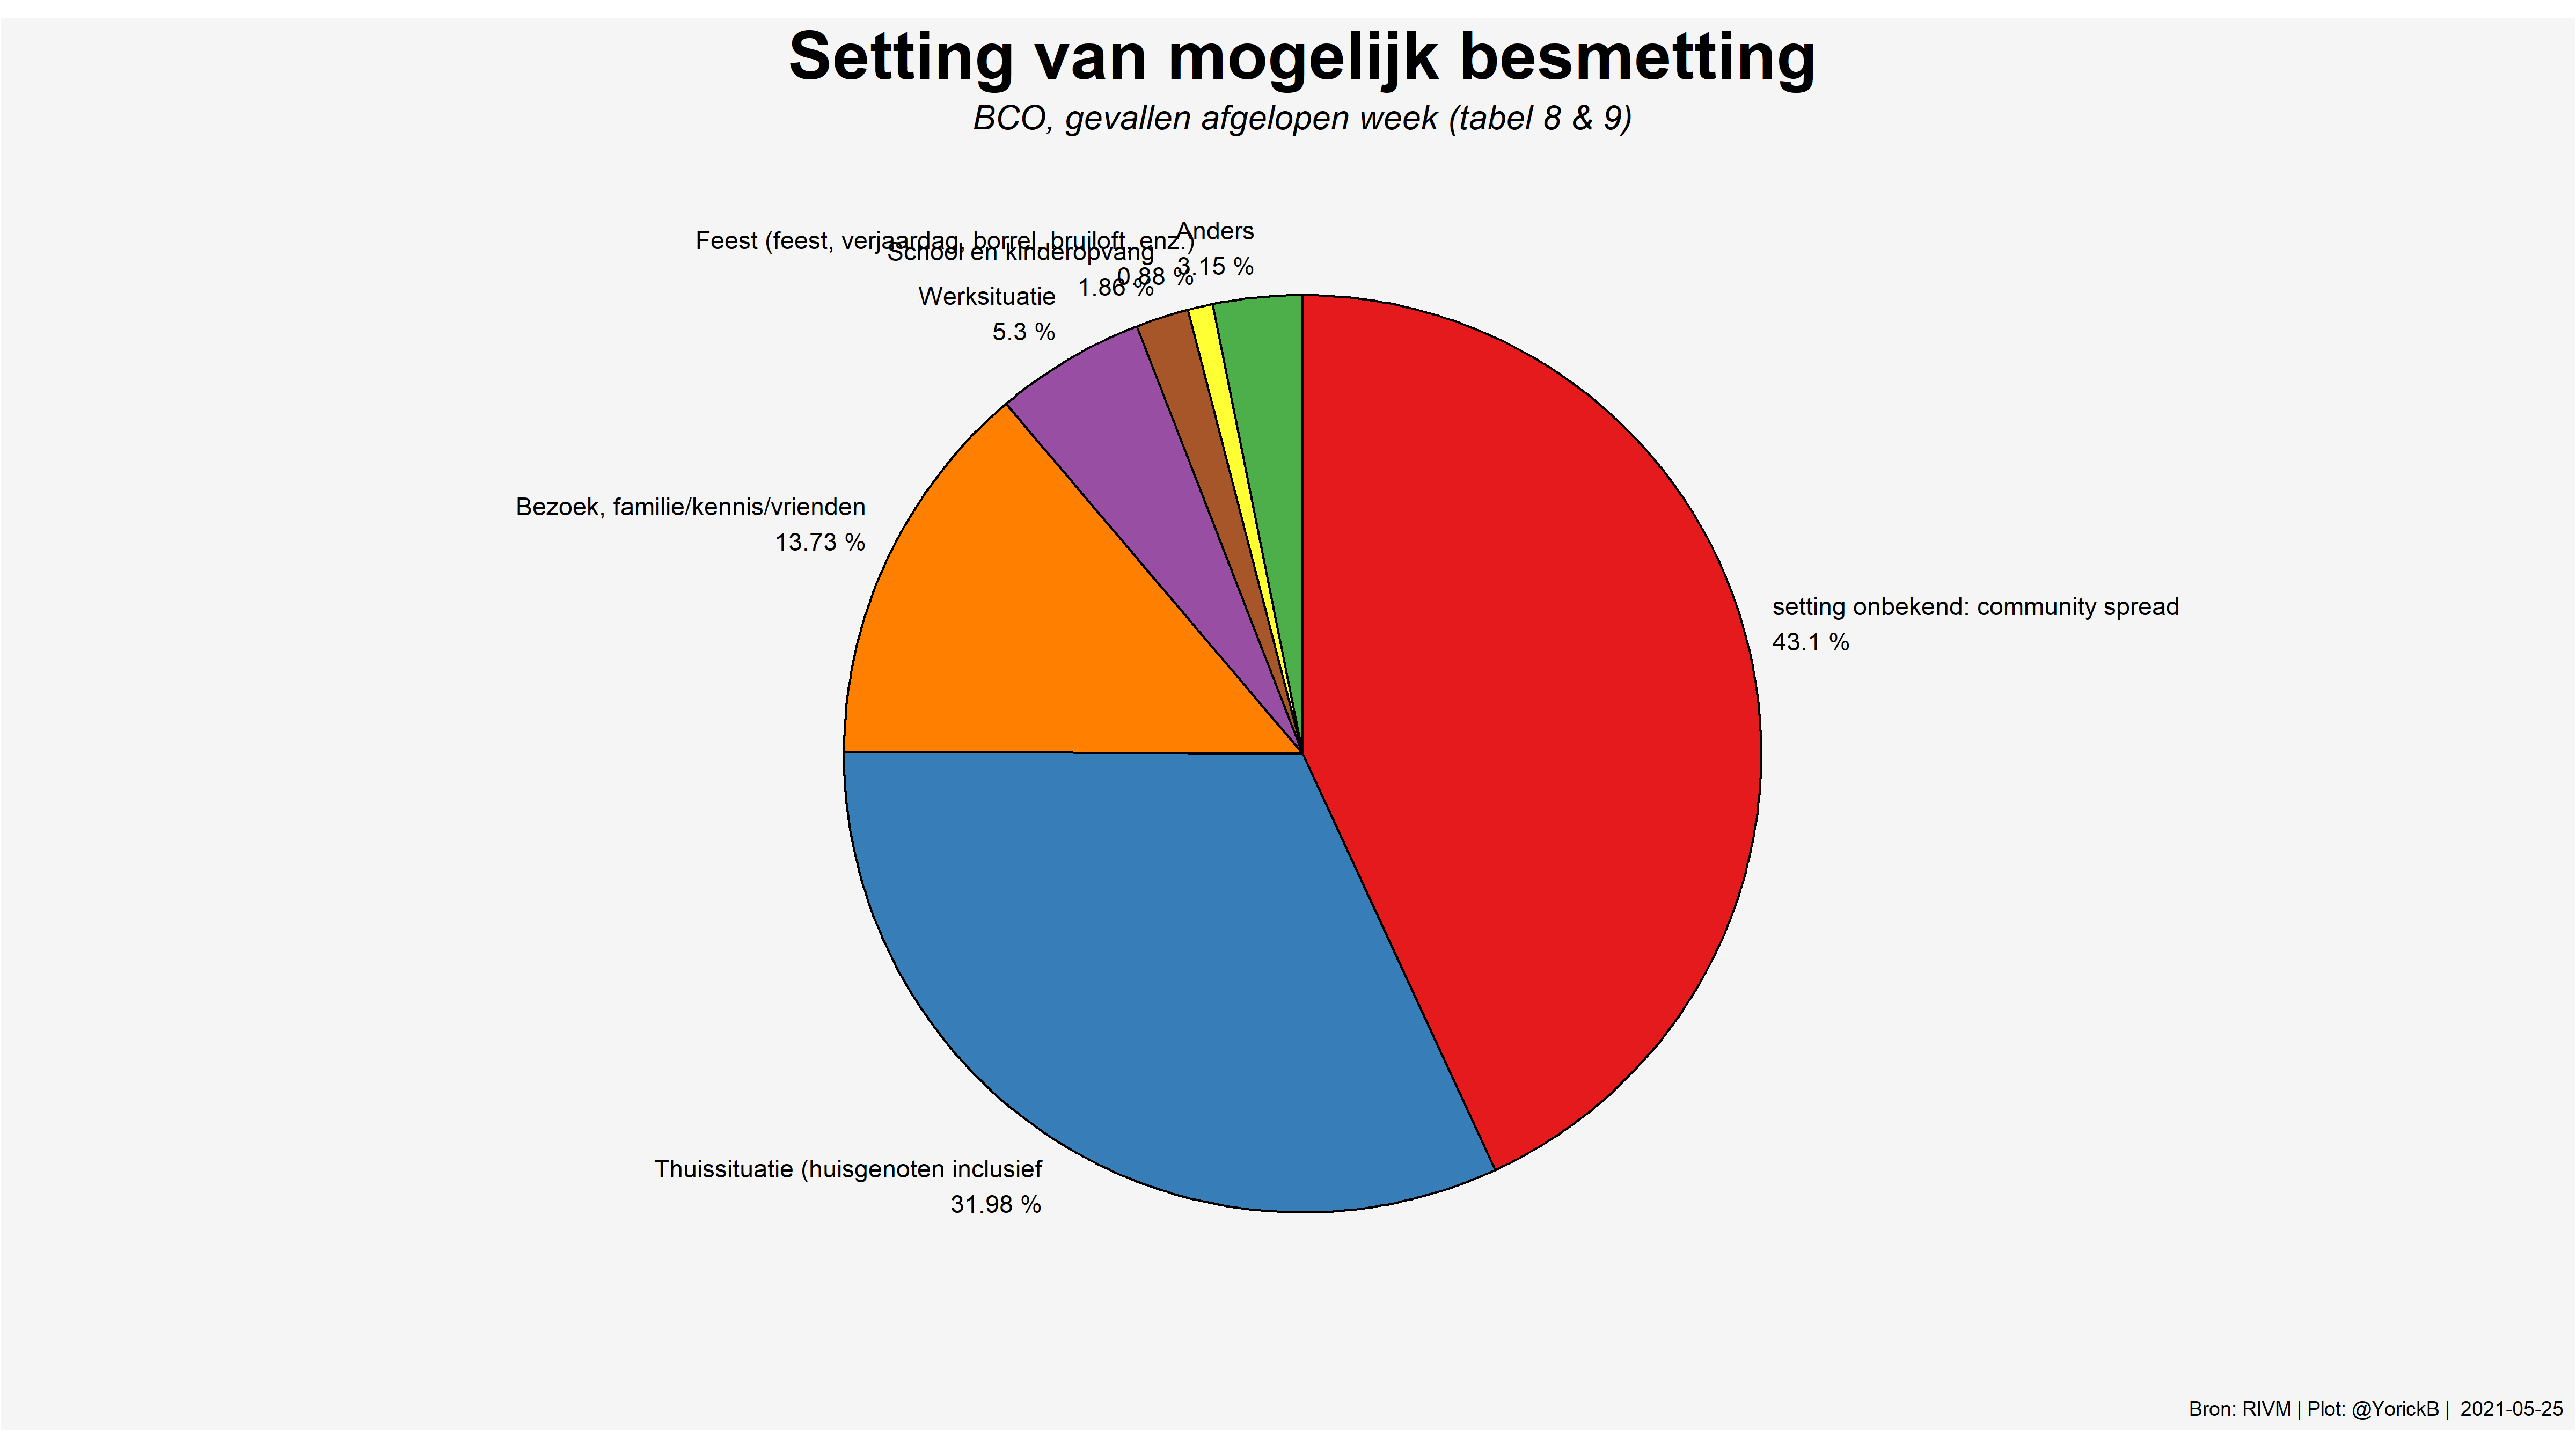 Setting van mogelijk besmetting
BCO, gevallen afgelopen week (tabel 8 & 9)
Anders
3.15 %
Feest (feest, verjaardag, borrel, bruiloft, enz.)
0.88 %
School en kinderopvang
1.86 %
Werksituatie
5.3 %
Bezoek, familie/kennis/vrienden
13.73 %
setting onbekend: community spread
43.1 %
Thuissituatie (huisgenoten inclusief
31.98 %
Bron: RIVM | Plot: @YorickB | 2021-05-25